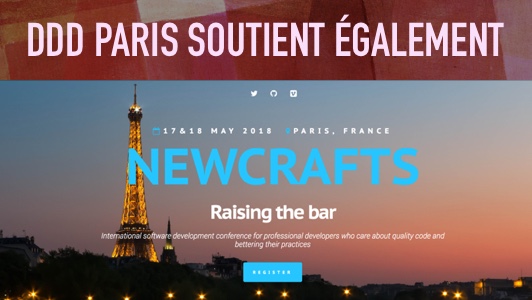 DDD PARIS SOUTIENT ÉGALEMENT
17&18 MAY 2018 PARIS, FRANCE
NEWCRAFTS
Raising the bar
International software development conference for professional developers who care about quality code and
bettering their practices
REGISTER